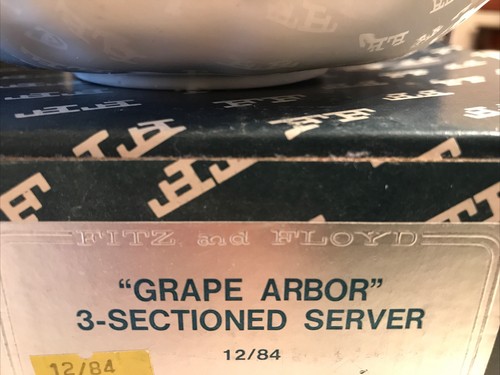 FITZ and FLOYD
"GRAPE ARBOR"
3-SECTIONED SERVER
12/84
12/84